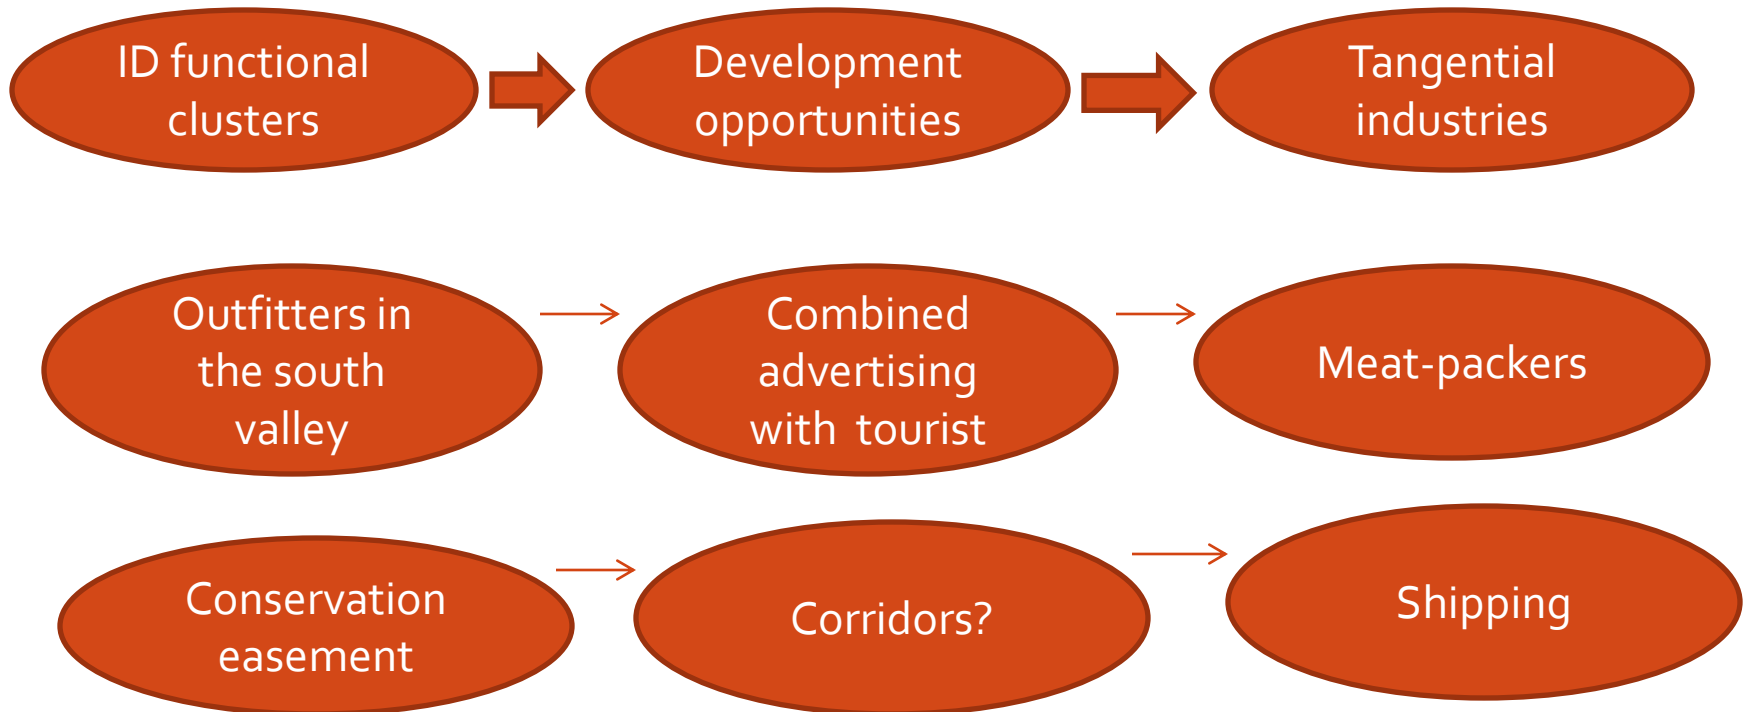 ID functional
clusters
Development
opportunities
Tangential
industries
Outfitters in
the south
valley
Combined
advertising
with  tourist
Meat-packers
Conservation
easement
Corridors?
Shipping